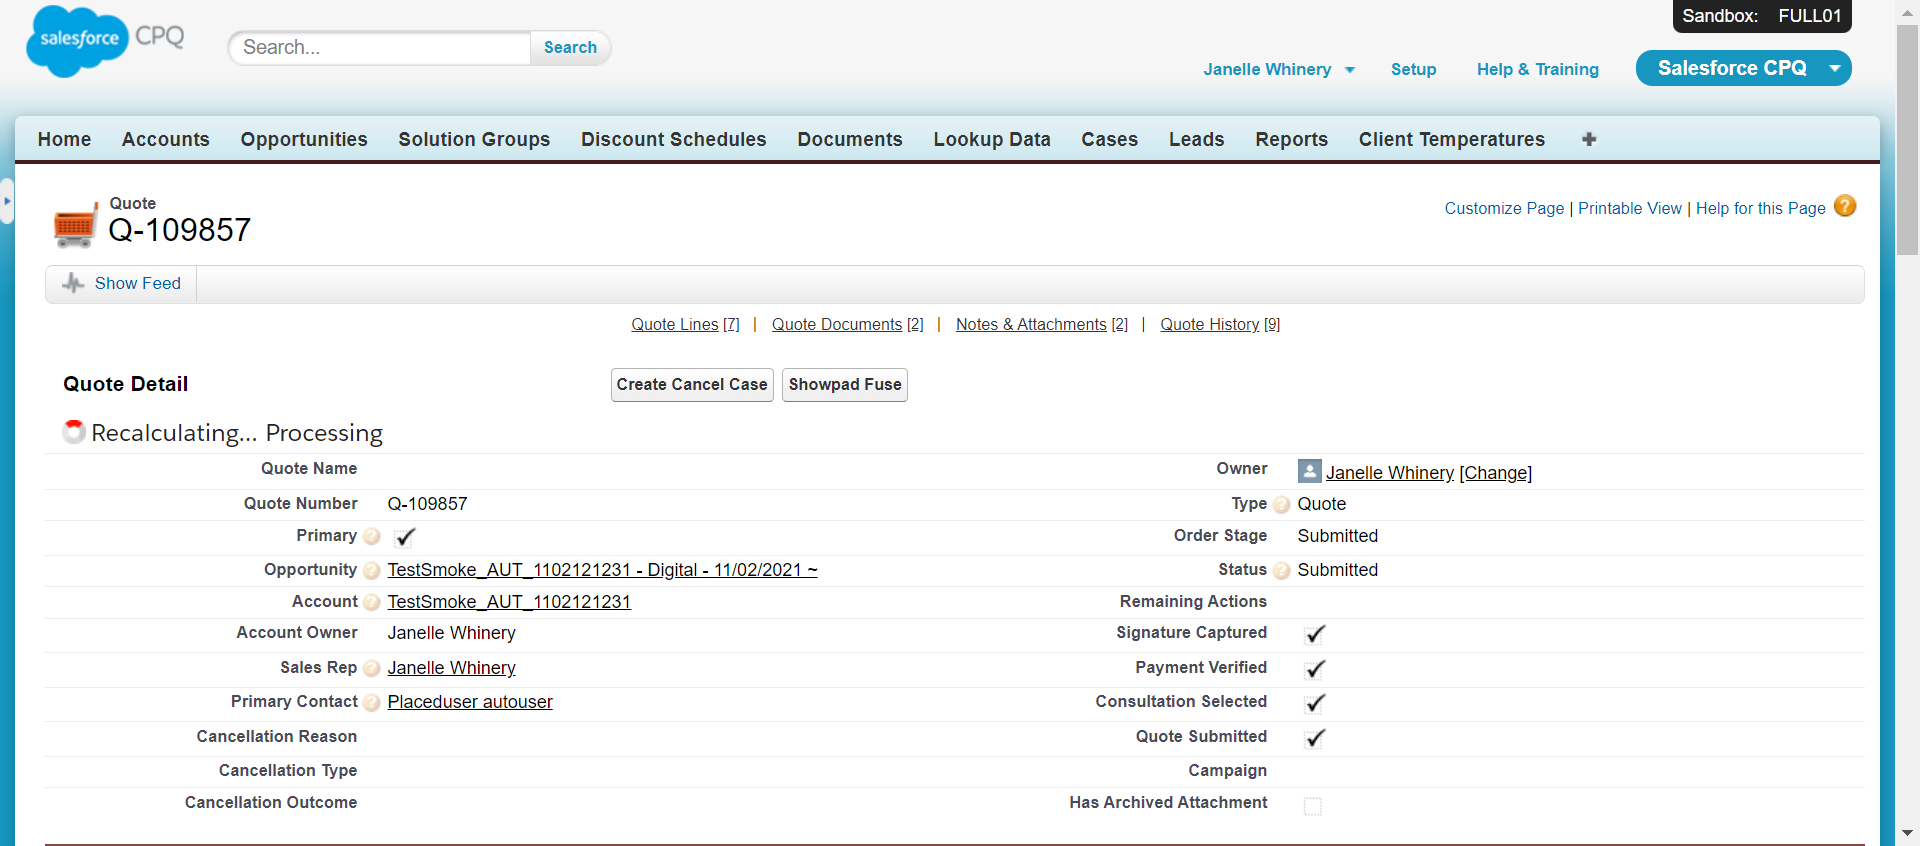 Sandbox: FULL01
salesforce CPQ
Search... Search
Janelle Whinery Setup Help & Training Salesforce CPQ
Home Accounts Opportunities Solution Groups Discount Schedules Documents Lookup Data Cases Leads Reports Client Temperatures +
Quote
Q-109857
Customize Page | Printable View | Help for this Page ?
Show Feed
Quote Lines [7] | Quote Documents [2] | Notes & Attachments [2] | Quote History [9]
Quote Detail Create Cancel Case Showpad Fuse
Recalculating... Processing
Quote Name Owner Janelle Whinery [Change]
Quote Number Q-109857 Type ? Quote
Primary ? Order Stage Submitted
Opportunity ? TestSmoke_AUT_1102121231 - Digital - 11/02/2021 ~ Status ? Submitted
Account ? TestSmoke_AUT_1102121231 Remaining Actions
Account Owner Janelle Whinery Signature Captured
Sales Rep ? Janelle Whinery Payment Verified
Primary Contact ? Placeduser autouser Consultation Selected
Cancellation Reason Quote Submitted
Cancellation Type Campaign
Cancellation Outcome Has Archived Attachment